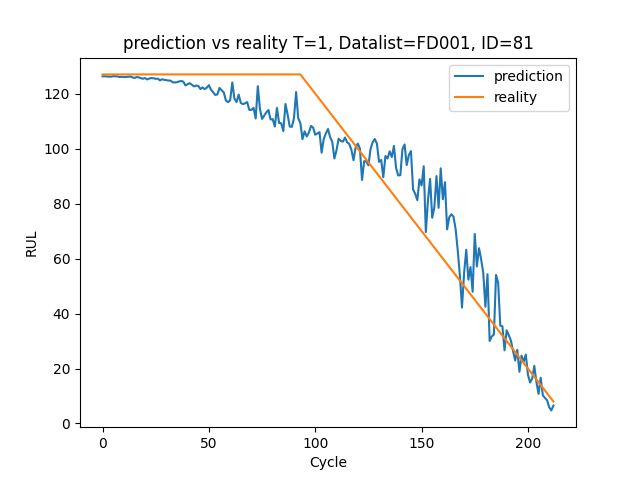 prediction vs reality T=1, Datalist=FD001, ID=81
prediction
reality
RUL
120
100
80
60
40
20
0
0
50
100
150
200
Cycle